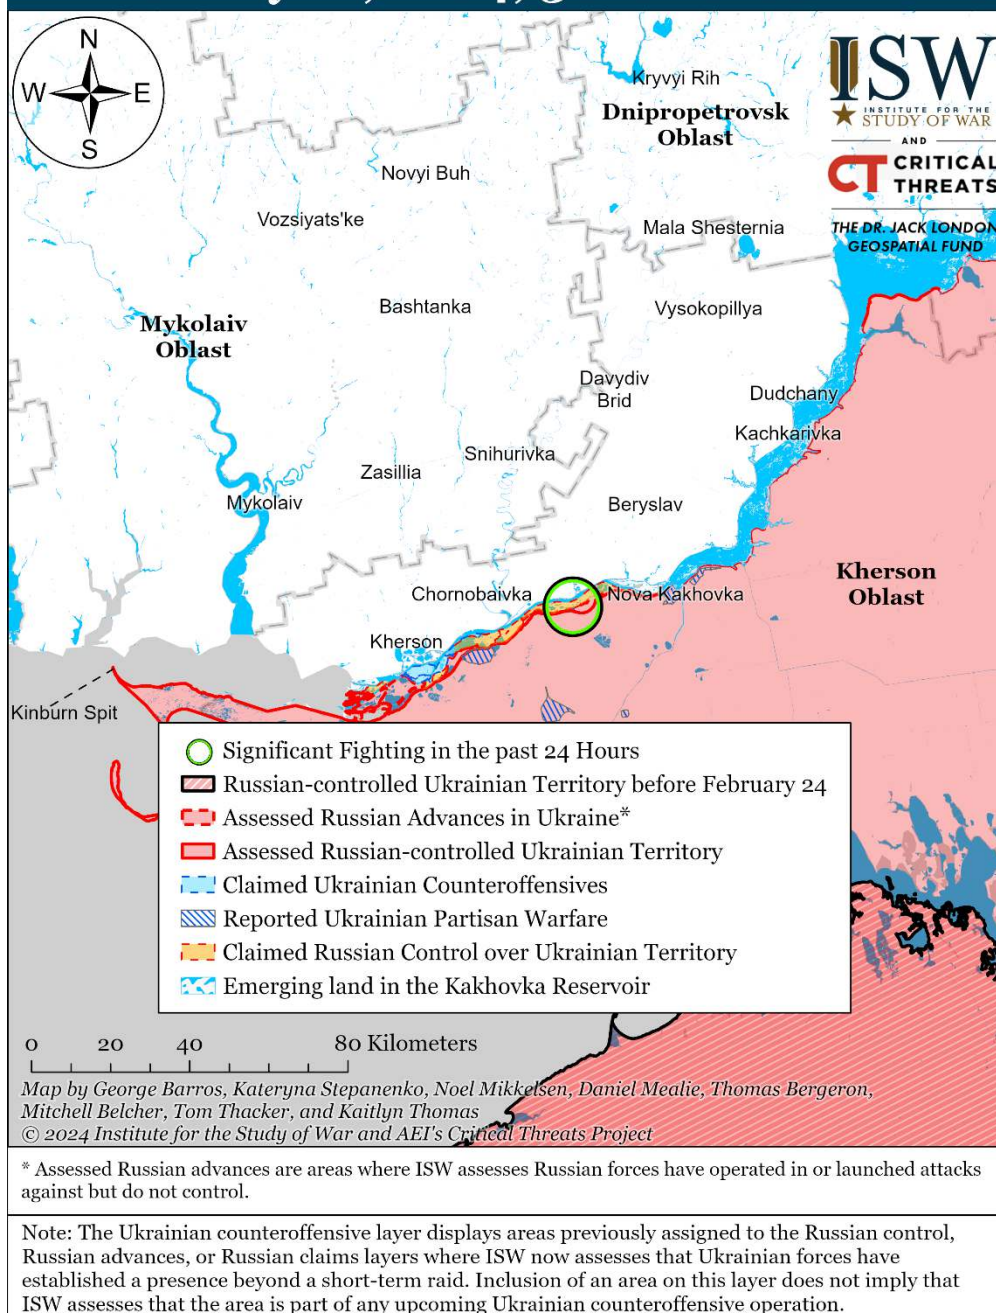 N
W E
S
ISW
INSTITUTE FOR THE
STUDY OF WAR
AND
CT CRITICAL
THREATS
THE DR. JACK LONDON
GEOSPATIAL FUND
Kryvyi Rih
Dnipropetrovsk
Oblast
Novyi Buh
Vozsiyats'ke
Mala Shesternia
Bashtanka
Vysokopillya
Mykolaiv
Oblast
Davydiv
Brid
Dudchany
Kachkarivka
Snihurivka
Zasillia
Mykolaiv
Beryslav
Kherson
Oblast
Chornobaivka
Nova Kakhovka
Kherson
Kinburn Spit
Significant Fighting in the past 24 Hours
Russian-controlled Ukrainian Territory before February 24
Assessed Russian Advances in Ukraine*
Assessed Russian-controlled Ukrainian Territory
Claimed Ukrainian Counteroffensives
Reported Ukrainian Partisan Warfare
Claimed Russian Control over Ukrainian Territory
Emerging land in the Kakhovka Reservoir
0 20 40 80 Kilometers
Map by George Barros, Kateryna Stepanenko, Noel Mikkelsen, Daniel Mealie, Thomas Bergeron,
Mitchell Belcher, Tom Thacker, and Kaitlyn Thomas
© 2024 Institute for the Study of War and AEI's Critical Threats Project
* Assessed Russian advances are areas where ISW assesses Russian forces have operated in or launched attacks
against but do not control.
Note: The Ukrainian counteroffensive layer displays areas previously assigned to the Russian control,
Russian advances, or Russian claims layers where ISW now assesses that Ukrainian forces have
established a presence beyond a short-term raid. Inclusion of an area on this layer does not imply that
ISW assesses that the area is part of any upcoming Ukrainian counteroffensive operation.